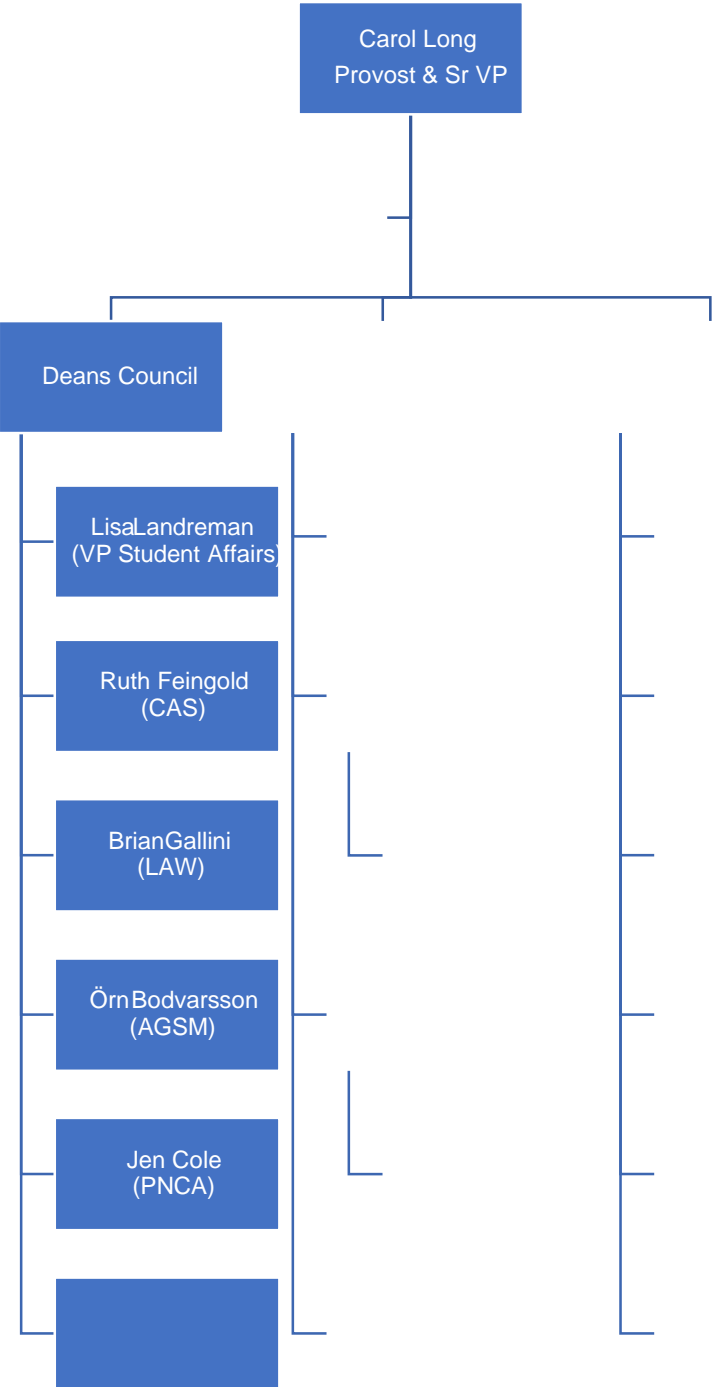 Carol Long
Provost & Sr VP
Deans Council
LisaLandreman
(VP Student Affairs)
Ruth Feingold
(CAS)
BrianGallini
(LAW)
ÖrnBodvarsson
(AGSM)
Jen Cole
(PNCA)